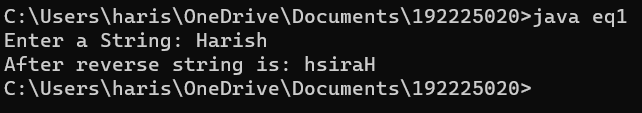 C:\Users\haris\OneDrive\Documents\192225020>java eq1
Enter a String: Harish
After reverse string is: hsiraH
C:\Users\haris\OneDrive\Documents\192225020>